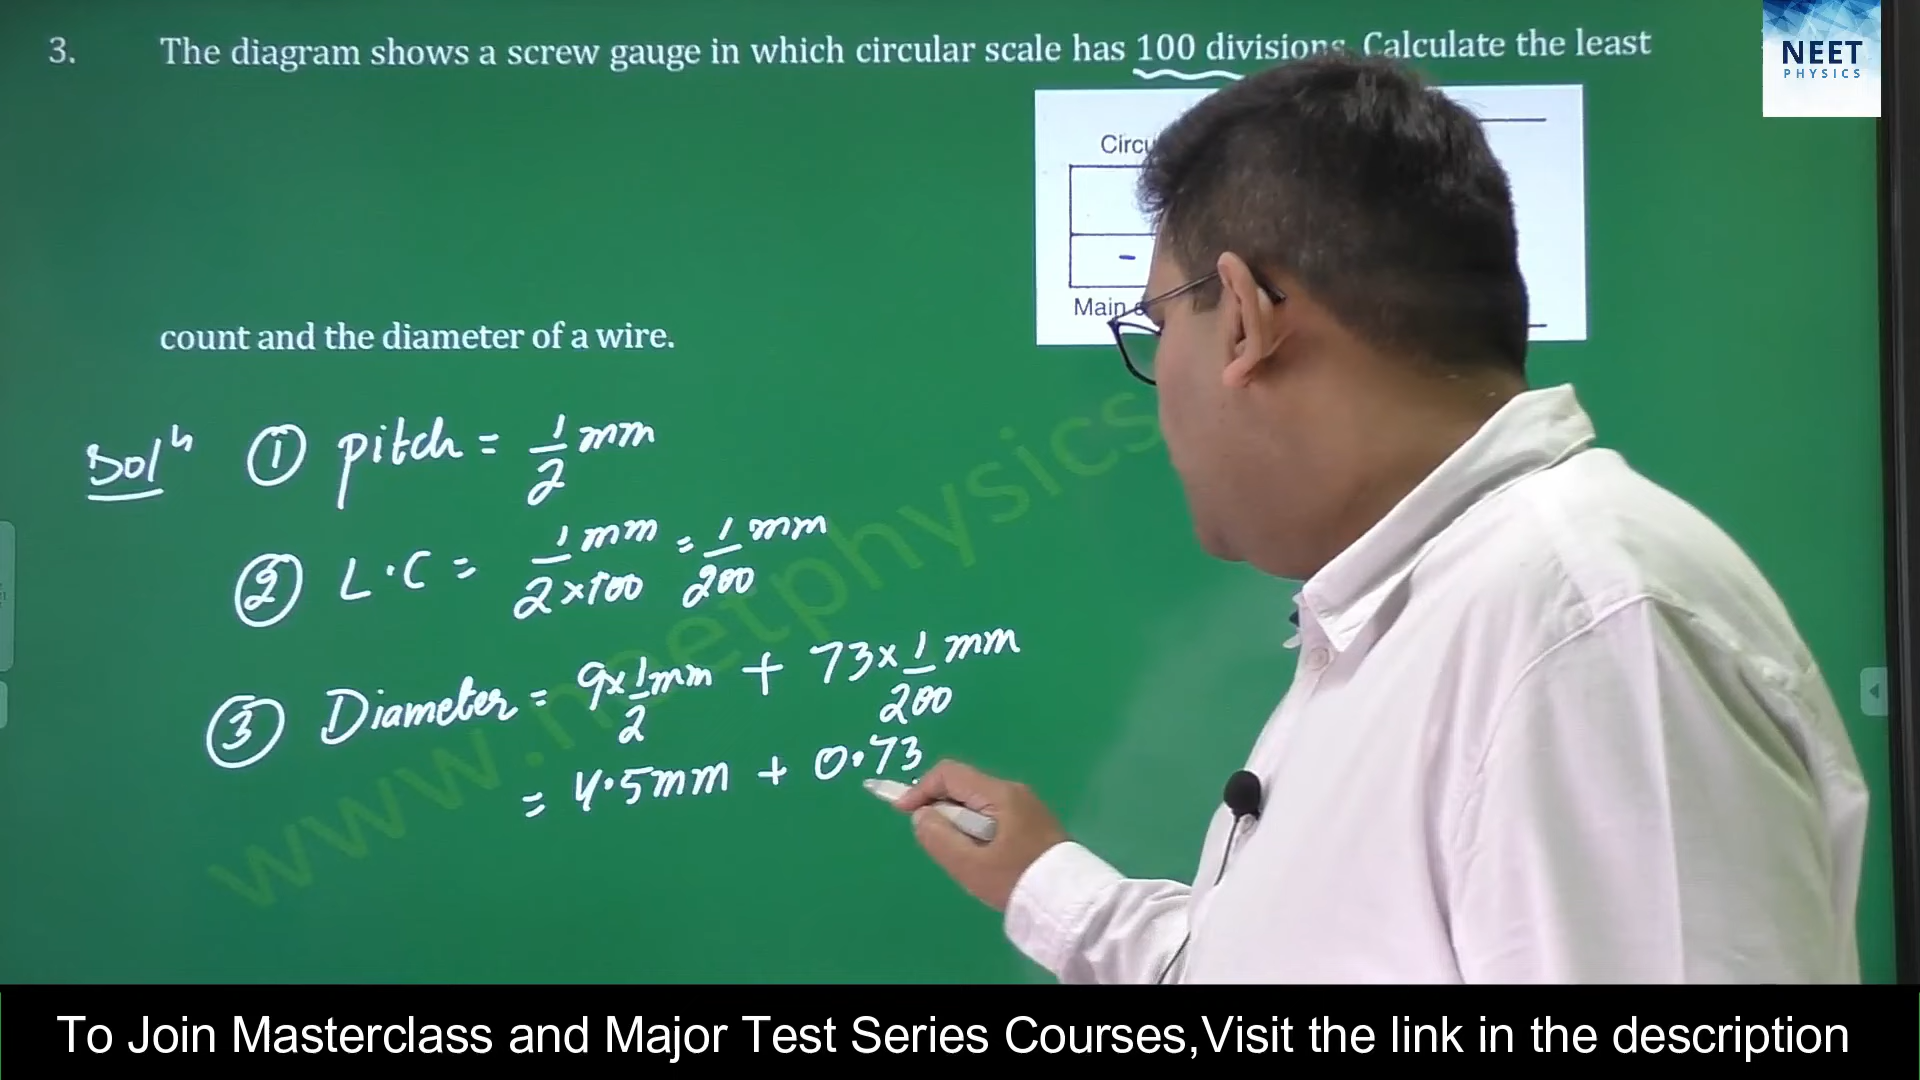 3. The diagram shows a screw gauge in which circular scale has 100 divisions. Calculate the least
NEET
PHYSICS
Main
count and the diameter of a wire.
Solⁿ ① pitch = 1/2 mm
② L.C = 1 mm/2×100 = 1/200 mm
③ Diameter = 9×1/2 mm + 73×1/200 mm
= 4.5mm + 0.73
www.neetphysics
To Join Masterclass and Major Test Series Courses,Visit the link in the description